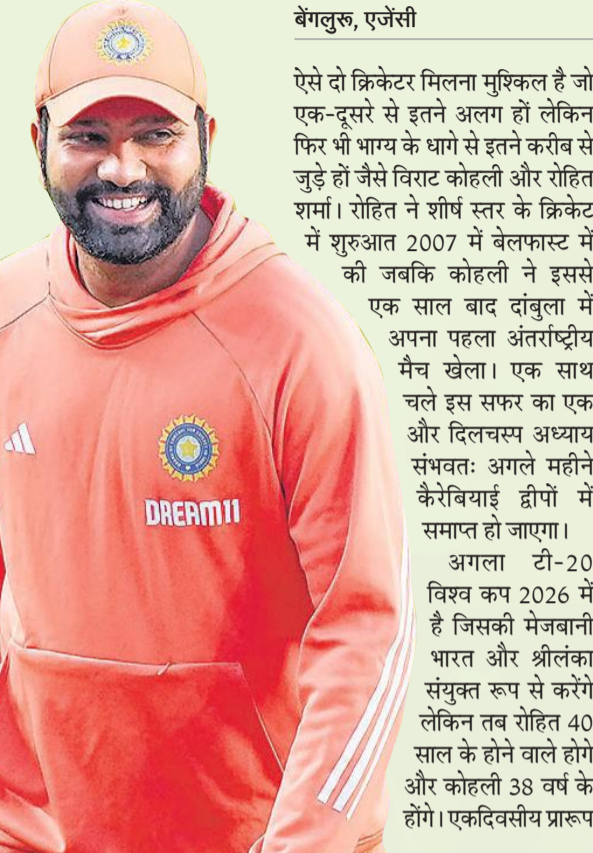 बेंगलुरू, एजेंसी
ऐसे दो क्रिकेटर मिलना मुश्किल है जो
एक-दूसरे से इतने अलग हों लेकिन
फिर भी भाग्य के धागे से इतने करीब से
जुड़े हों जैसे विराट कोहली और रोहित
शर्मा। रोहित ने शीर्ष स्तर के क्रिकेट
में शुरुआत 2007 में बेलफास्ट में
की जबकि कोहली ने इससे
एक साल बाद दांबुला में
अपना पहला अंतर्राष्ट्रीय
मैच खेला। एक साथ
चले इस सफर का एक
और दिलचस्प अध्याय
संभवतः अगले महीने
कैरेबियाई द्वीपों में
समाप्त हो जाएगा।
अगला टी-20
विश्व कप 2026 में
है जिसकी मेजबानी
भारत और श्रीलंका
संयुक्त रूप से करेंगे
लेकिन तब रोहित 40
साल के होने वाले होगे
और कोहली 38 वर्ष के
होंगे। एकदिवसीय प्रारूप
DREAM11